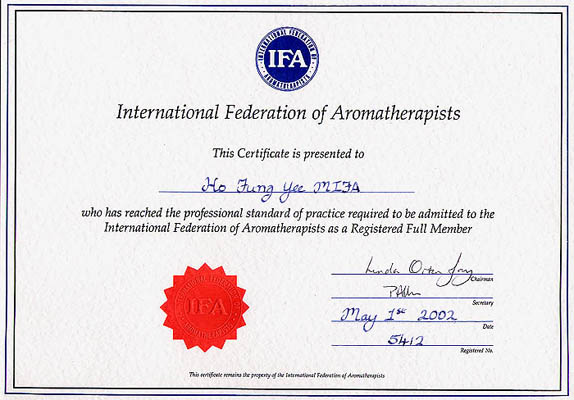 INTERNATIONAL FEDERATION OF
IFA
AROMATHERAPISTS
International Federation of Aromatherapists
This Certificate is presented to
Ho Fung Yee MIFA
who has reached the professional standard of practice required to be admitted to the
International Federation of Aromatherapists as a Registered Full Member
Linda
Chairman
IFA
Secretary
May 1st 2002
Date
5412
Registered No.
This certificate remains the property of the International Federation of Aromatherapists